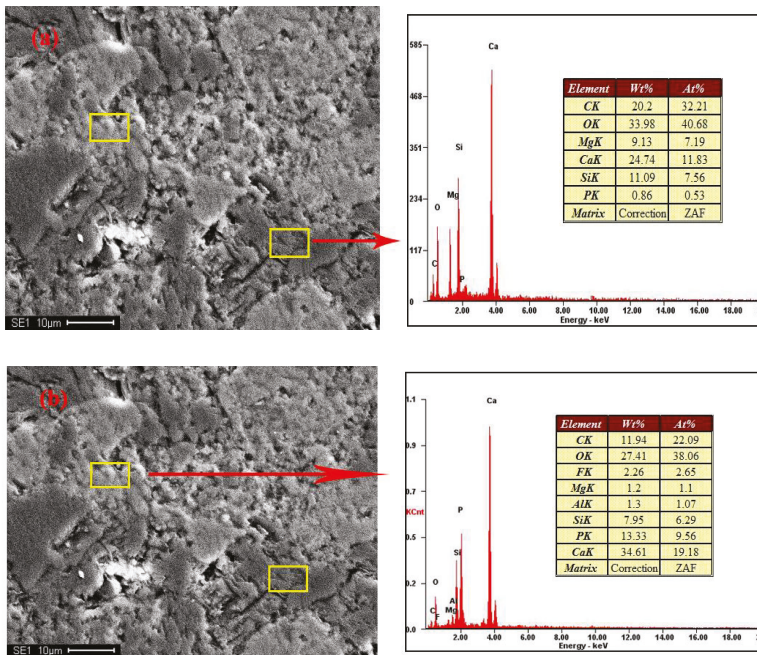 (a)
SE1 10µm
585
468
351
234
117
0
Ca
Si
Mg
O
C
P
2.00 4.00 6.00 8.00 10.00 12.00 14.00 16.00 18.00
Energy - keV
Element Wt% At%
CK 20.2 32.21
OK 33.98 40.68
MgK 9.13 7.19
CaK 24.74 11.83
SiK 11.09 7.56
PK 0.86 0.53
Matrix Correction ZAF
(b)
SE1 10µm
1.1
0.9
0.7
KCnt
0.5
0.2
0.0
Ca
P
Si
O
A
C
F
Mg
2.00 4.00 6.00 8.00 10.00 12.00 14.00 16.00 18.00
Energy - keV
Element Wt% At%
CK 11.94 22.09
OK 27.41 38.06
FK 2.26 2.65
MgK 1.2 1.1
AlK 1.3 1.07
SiK 7.95 6.29
PK 13.33 9.56
CaK 34.61 19.18
Matrix Correction ZAF